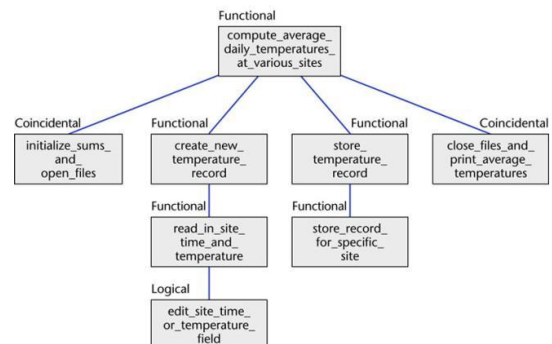 Functional
compute_average_
daily_temperatures_
at_various_sites
Coincidental
initialize_sums_
and_
open_files
Functional
create_new_
temperature_
record
Functional
store_
temperature_
record
Coincidental
close_files_and_
print_average_
temperatures
Functional
read_in_site_
time_and_
temperature
Functional
store_record_
for_specific_
site
Logical
edit_site_time_
or_temperature_
field